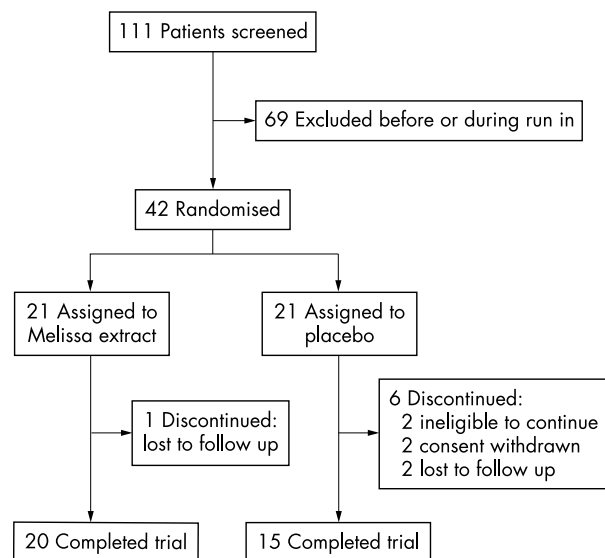 111 Patients screened
69 Excluded before or during run in
42 Randomised
21 Assigned to
Melissa extract
21 Assigned to
placebo
1 Discontinued:
lost to follow up
6 Discontinued:
2 ineligible to continue
2 consent withdrawn
2 lost to follow up
20 Completed trial
15 Completed trial